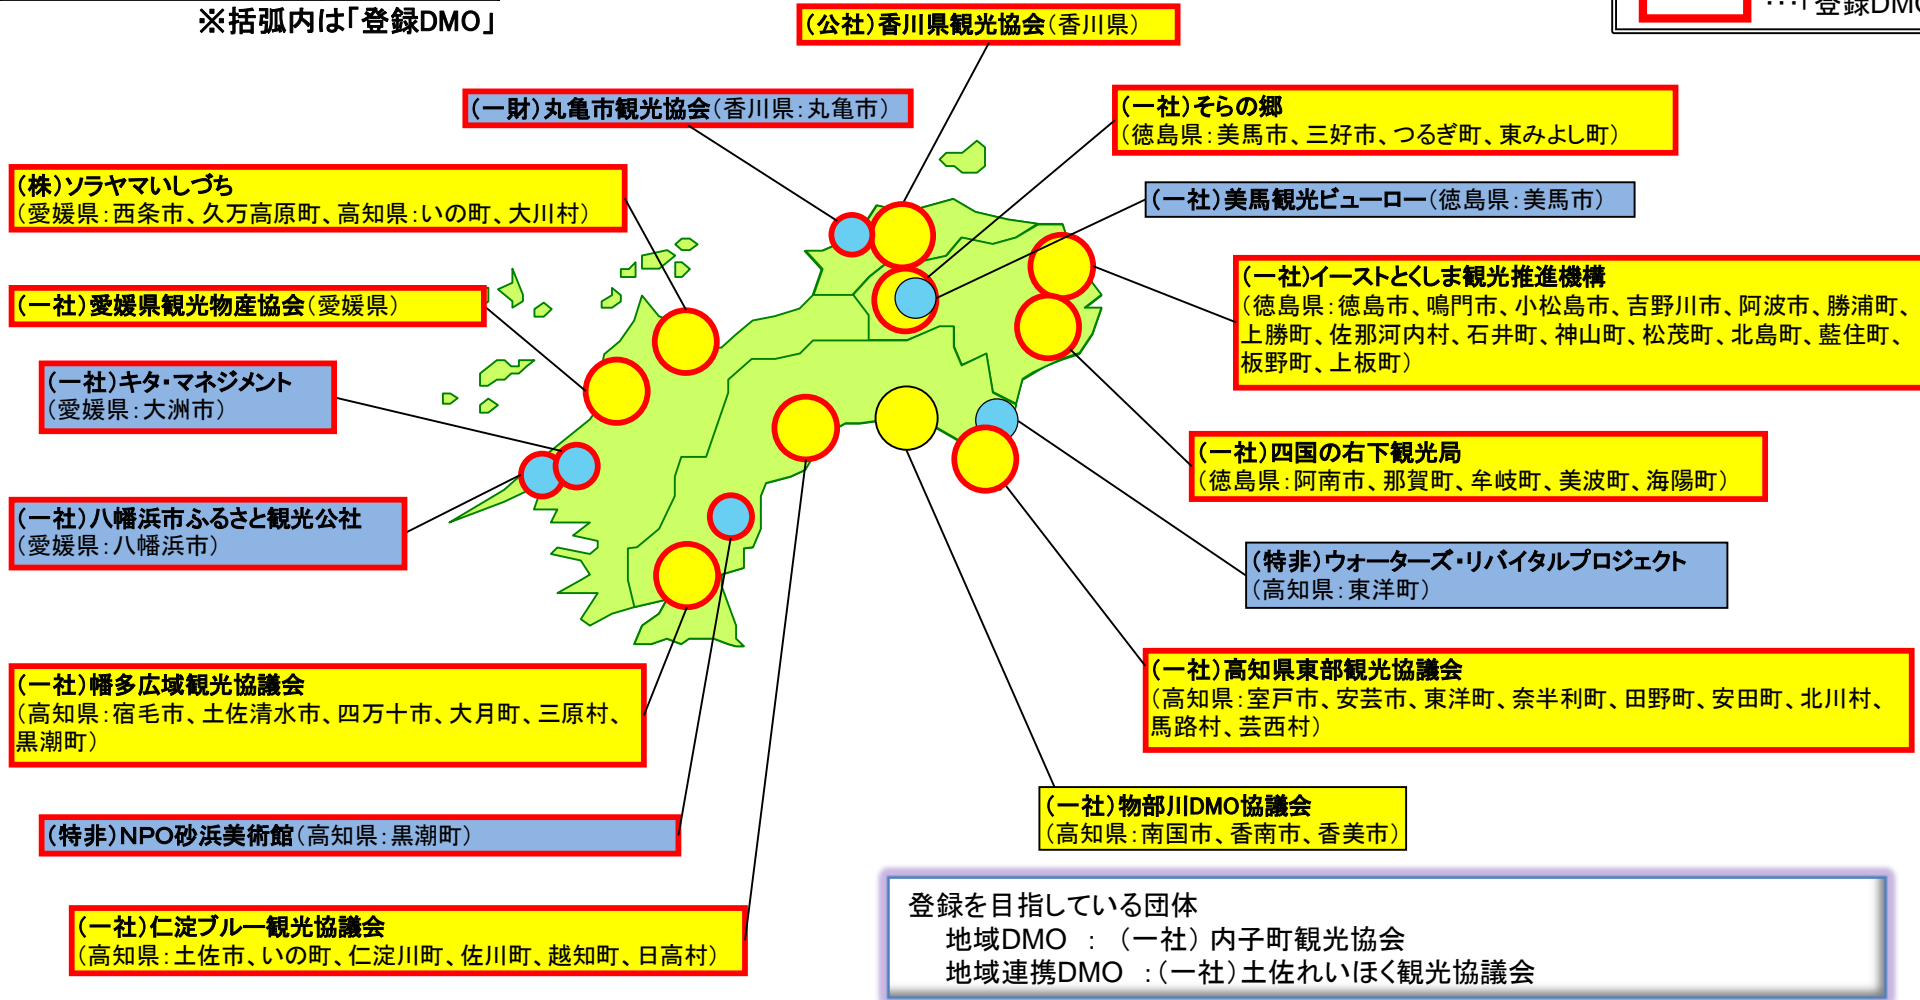 ※括弧内は「登録DMO」
･･･「登録DMO
(公社)香川県観光協会(香川県)
(一財)丸亀市観光協会(香川県：丸亀市)
(一社)そらの郷
(徳島県：美馬市、三好市、つるぎ町、東みよし町)
(株)ソラヤマいしづち
(愛媛県：西条市、久万高原町、高知県：いの町、大川村)
(一社)美馬観光ビューロー(徳島県：美馬市)
(一社)イーストとくしま観光推進機構
(徳島県：徳島市、鳴門市、小松島市、吉野川市、阿波市、勝浦町、
上勝町、佐那河内村、石井町、神山町、松茂町、北島町、藍住町、
板野町、上板町)
(一社)愛媛県観光物産協会(愛媛県)
(一社)キタ・マネジメント
(愛媛県：大洲市)
(一社)四国の右下観光局
(徳島県：阿南市、那賀町、牟岐町、美波町、海陽町)
(一社)八幡浜市ふるさと観光公社
(愛媛県：八幡浜市)
(特非)ウォーターズ・リバイタルプロジェクト
(高知県：東洋町)
(一社)幡多広域観光協議会
(高知県：宿毛市、土佐清水市、四万十市、大月町、三原村、
黒潮町)
(一社)高知県東部観光協議会
(高知県：室戸市、安芸市、東洋町、奈半利町、田野町、安田町、北川村、
馬路村、芸西村)
(特非)NPO砂浜美術館(高知県：黒潮町)
(一社)物部川DMO協議会
(高知県：南国市、香南市、香美市)
(一社)仁淀ブルー観光協議会
(高知県：土佐市、いの町、仁淀川町、佐川町、越知町、日高村)
登録を目指している団体
地域DMO ： (一社) 内子町観光協会
地域連携DMO ：(一社)土佐れいほく観光協議会